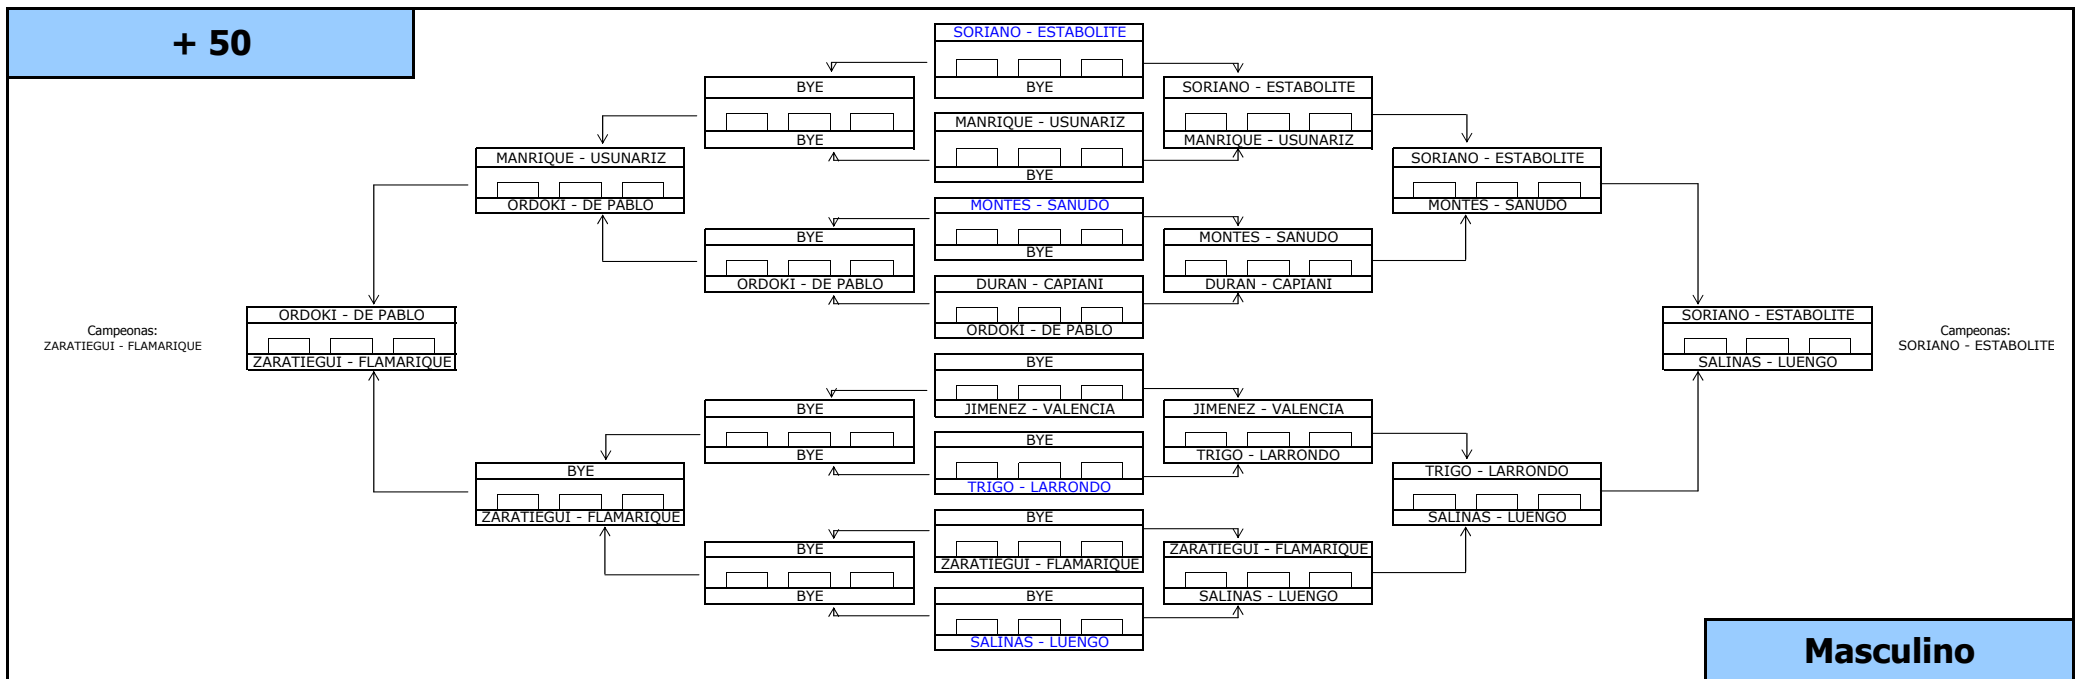 + 50
SORIANO - ESTABOLITE
BYE
MANRIQUE - USUNARIZ
BYE
MONTES - SANUDO
BYE
DURAN - CAPIANI
ORDOKI - DE PABLO
BYE
JIMENEZ - VALENCIA
BYE
TRIGO - LARRONDO
BYE
ZARATIEGUI - FLAMARIQUE
BYE
SALINAS - LUENGO
BYE
BYE
BYE
ORDOKI - DE PABLO
BYE
BYE
BYE
BYE
MANRIQUE - USUNARIZ
ORDOKI - DE PABLO
BYE
ZARATIEGUI - FLAMARIQUE
ORDOKI - DE PABLO
ZARATIEGUI - FLAMARIQUE
Campeonas:
ZARATIEGUI - FLAMARIQUE
SORIANO - ESTABOLITE
MANRIQUE - USUNARIZ
MONTES - SANUDO
DURAN - CAPIANI
JIMENEZ - VALENCIA
TRIGO - LARRONDO
ZARATIEGUI - FLAMARIQUE
SALINAS - LUENGO
SORIANO - ESTABOLITE
MONTES - SANUDO
TRIGO - LARRONDO
SALINAS - LUENGO
SORIANO - ESTABOLITE
SALINAS - LUENGO
Campeonas:
SORIANO - ESTABOLITE
Masculino